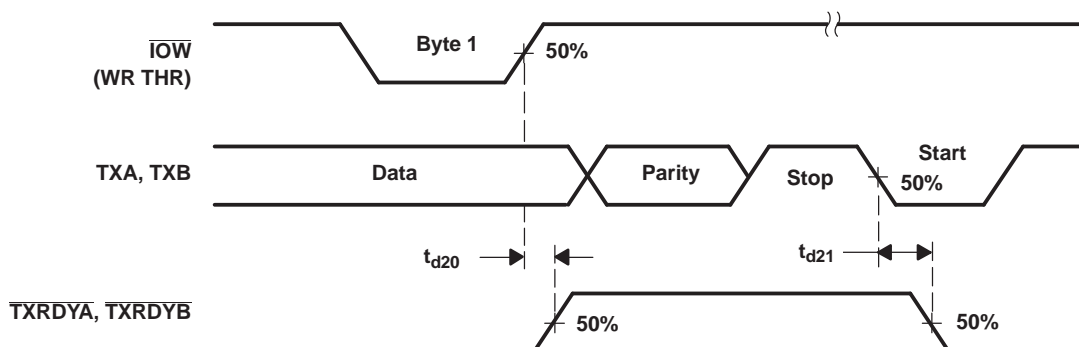 IOW
(WR THR)
Byte 1
50%
TXA, TXB
Data
Parity
Stop
Start
50%
td20
td21
TXRDYA, TXRDYB
50%
50%